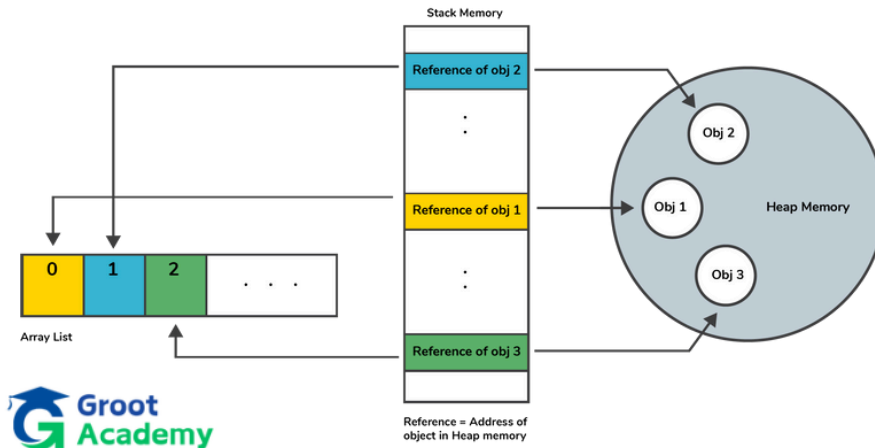 Stack Memory
Reference of obj 2
Obj 2
Reference of obj 1
Obj 1
Heap Memory
0 1 2 . . .
Obj 3
Array List
Reference of obj 3
Groot
Academy
Reference = Address of
object in Heap memory